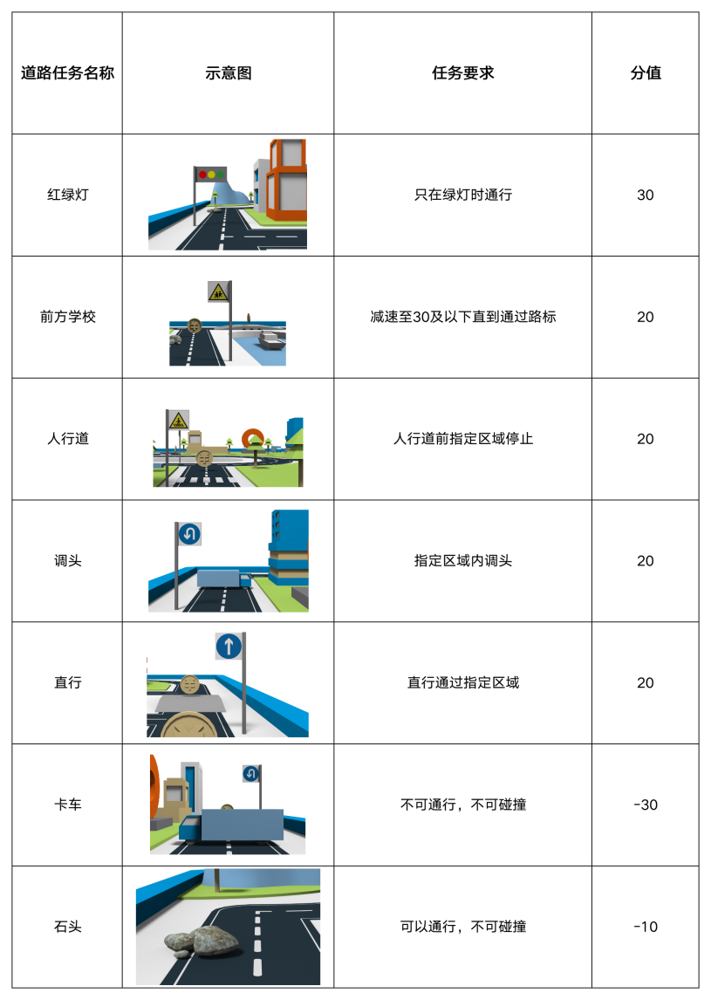 道路任务名称 示意图 任务要求 分值
红绿灯 只在绿灯时通行 30
前方学校 减速至30及以下直到通过路标 20
人行道 人行道前指定区域停止 20
调头 指定区域内调头 20
直行 直行通过指定区域 20
卡车 不可通行，不可碰撞 -30
石头 可以通行，不可碰撞 -10